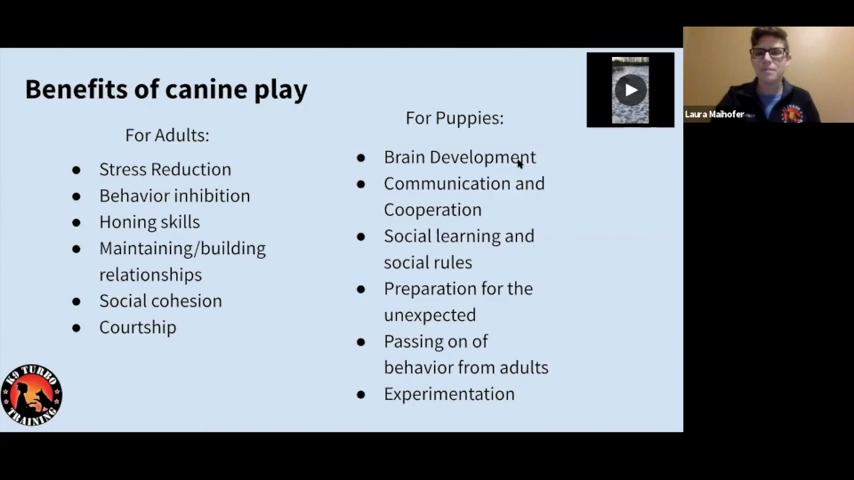 Benefits of canine play
For Adults:
● Stress Reduction
● Behavior inhibition
● Honing skills
● Maintaining/building
relationships
● Social cohesion
● Courtship
For Puppies:
● Brain Development
● Communication and
Cooperation
● Social learning and
social rules
● Preparation for the
unexpected
● Passing on of
behavior from adults
● Experimentation
K9 TURBO
TRAINING
Laura Maihofer